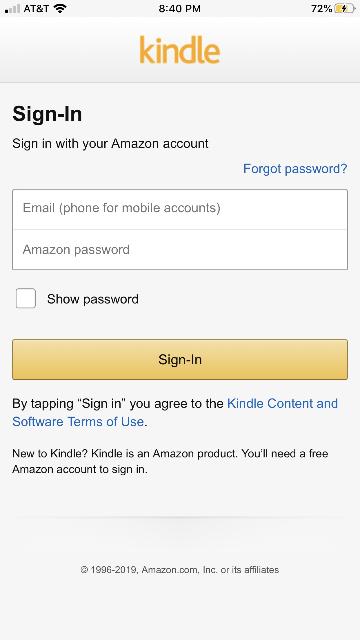 AT&T 8:40 PM 72%
kindle
Sign-In
Sign in with your Amazon account
Forgot password?
Email (phone for mobile accounts)
Amazon password
Show password
Sign-In
By tapping “Sign in” you agree to the Kindle Content and
Software Terms of Use.
New to Kindle? Kindle is an Amazon product. You'll need a free
Amazon account to sign in.
© 1996-2019, Amazon.com, Inc. or its affiliates